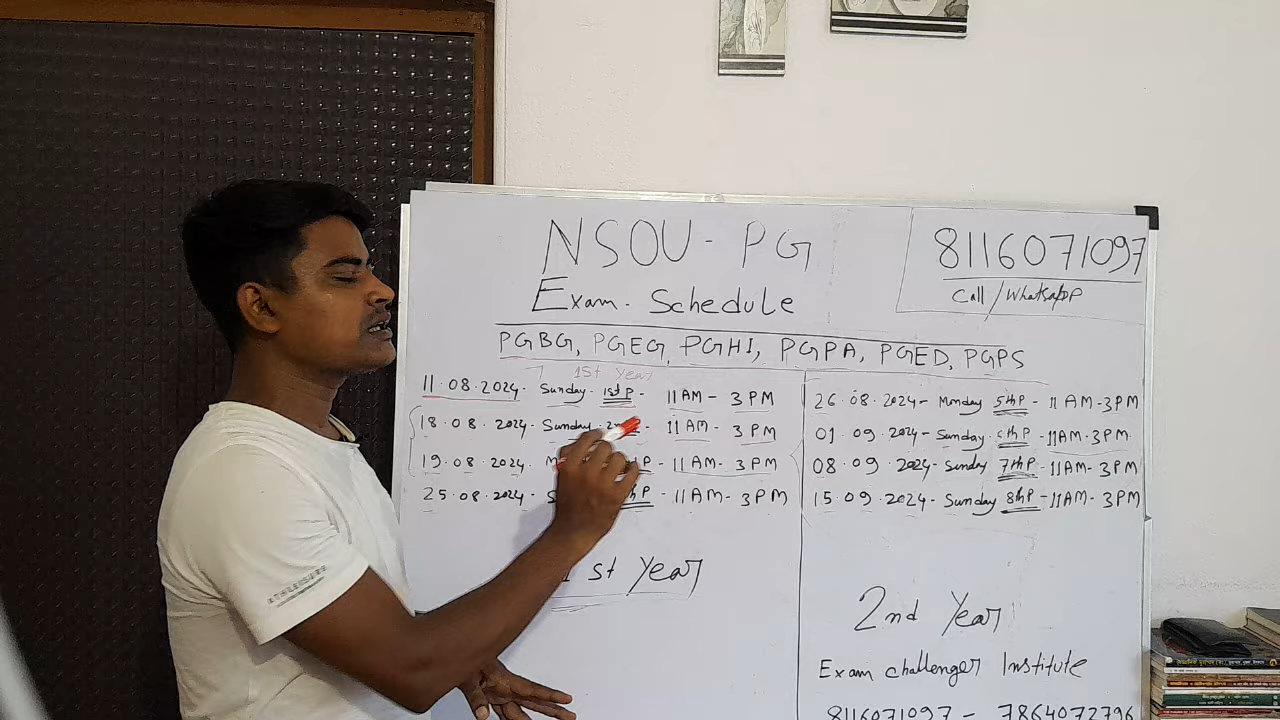 NSOU - PG
Exam. Schedule
8116071097
Call / Whatsapp
PGBG, PGEG, PGHI, PGPA, PGED, PGPS
1st Year
11.08.2024 - Sunday - 1st P - 11 AM - 3 PM
18.08.2024 - Sunday - 11 AM - 3 PM
19.08.2024 - 11 AM - 3 PM
25.08.2024 - 11 AM - 3 PM
1st Year
26.08.2024 - Monday 5th P - 11 AM - 3 PM
01.09.2024 - Sunday 6th P - 11 AM - 3 PM
08.09.2024 - Sunday 7th P - 11 AM - 3 PM
15.09.2024 - Sunday 8th P - 11 AM - 3 PM
2nd Year
Exam challenger Institute
8116071097 7864072796
ATHLEISURE